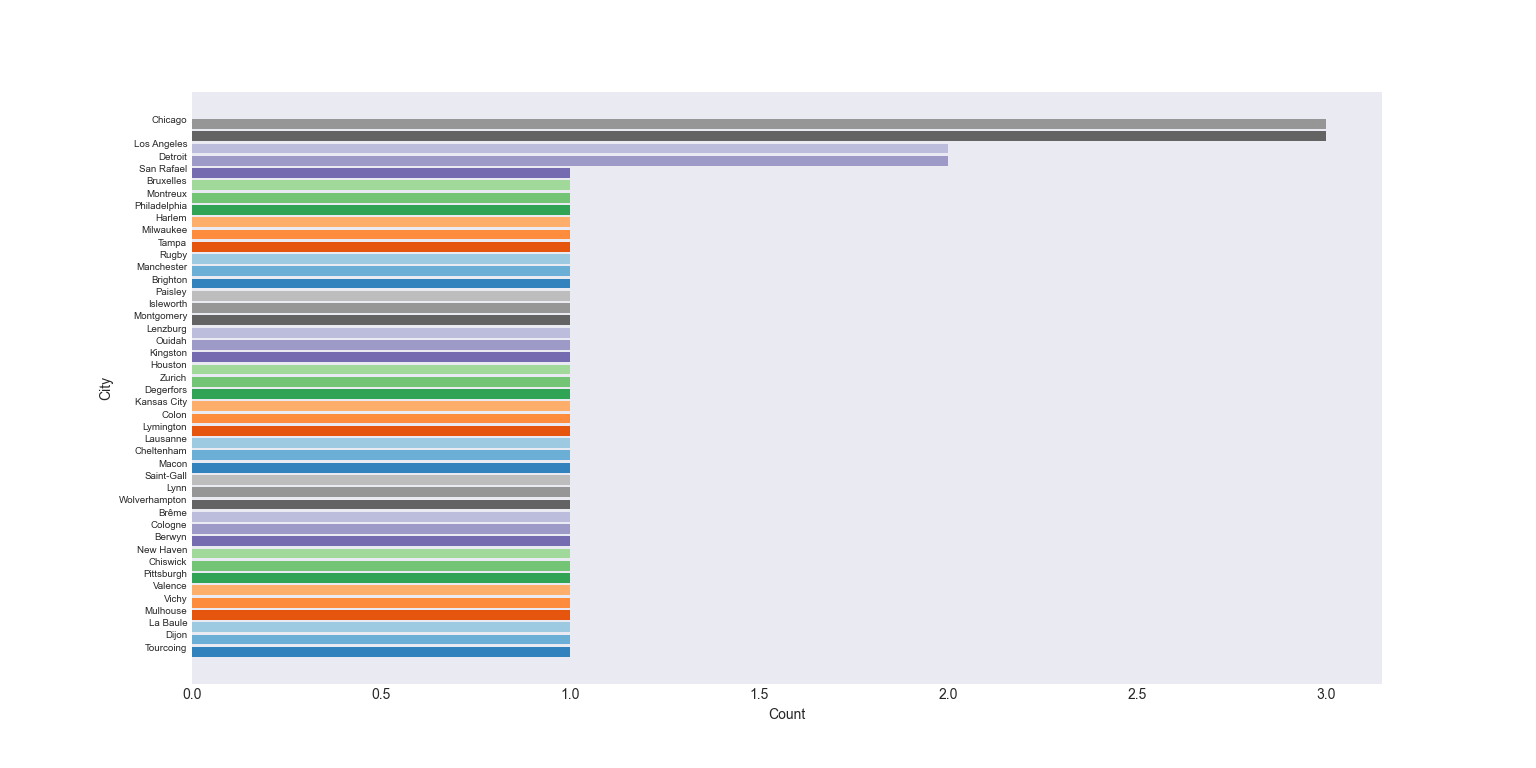 Chicago
Los Angeles
Detroit
San Rafael
Bruxelles
Montreux
Philadelphia
Harlem
Milwaukee
Tampa
Rugby
Manchester
Brighton
Paisley
Isleworth
Montgomery
Lenzburg
Ouidah
Kingston
Houston
Zurich
Degerfors
Kansas City
Colon
Lymington
Lausanne
Cheltenham
Macon
Saint-Gall
Lynn
Wolverhampton
Brême
Cologne
Berwyn
New Haven
Chiswick
Pittsburgh
Valence
Vichy
Mulhouse
La Baule
Dijon
Tourcoing
City
0.0 0.5 1.0 1.5 2.0 2.5 3.0
Count